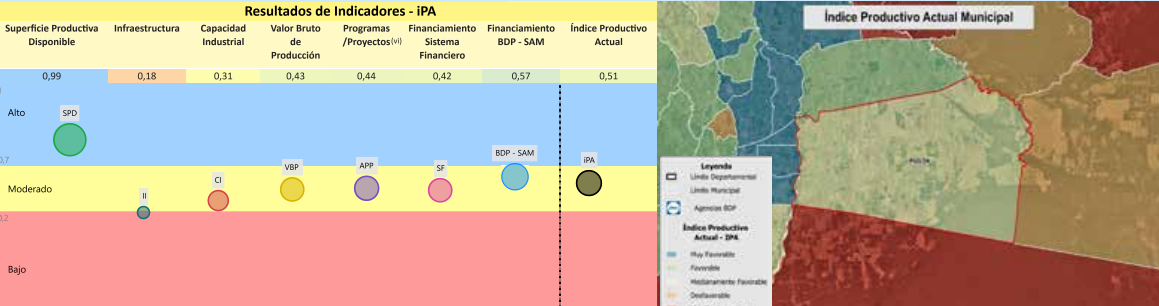 Resultados de Indicadores - iPA
Superficie Productiva
Disponible
Infraestructura
Capacidad
Industrial
Valor Bruto
de
Producción
Programas
/Proyectos(vi)
Financiamiento
Sistema
Financiero
Financiamiento
BDP - SAM
Índice Productivo
Actual
0,99
0,18
0,31
0,43
0,44
0,42
0,57
0,51
Alto
SPD
0,7
BDP - SAM
VBP
APP
SF
iPA
Moderado
CI
II
0,2
Bajo
Índice Productivo Actual Municipal
Leyenda
Límite Departamental
Límite Municipal
Agencias BDP
Índice Productivo
Actual - IPA
Muy Favorable
Favorable
Medianamente Favorable
Desfavorable